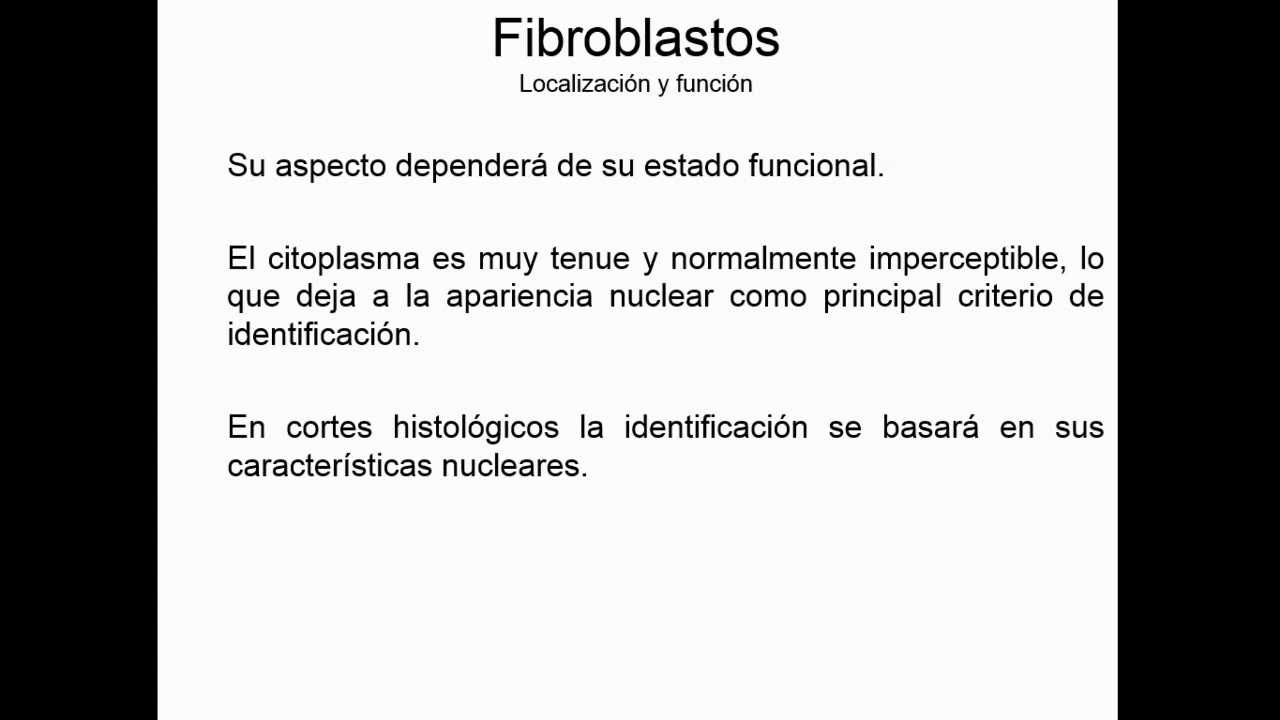 Fibroblastos
Localización y función
Su aspecto dependerá de su estado funcional.
El citoplasma es muy tenue y normalmente imperceptible, lo
que deja a la apariencia nuclear como principal criterio de
identificación.
En cortes histológicos la identificación se basará en sus
características nucleares.